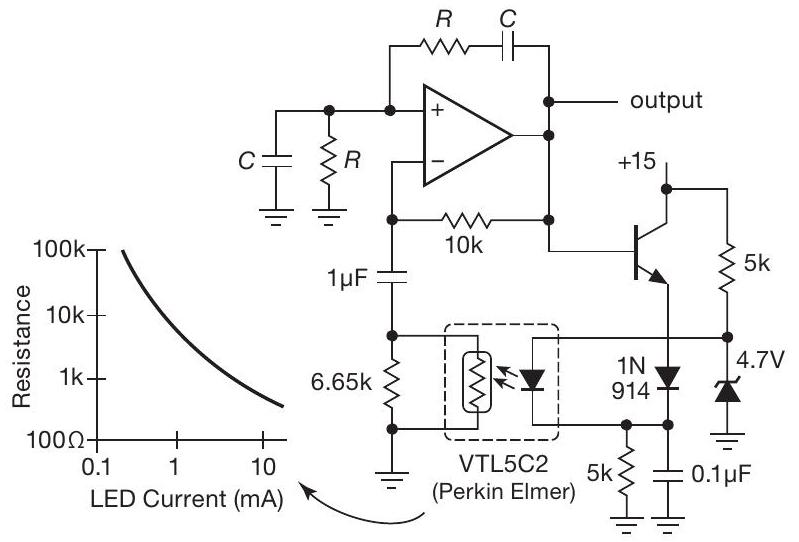 R
C
output
+
−
C
R
+15
10k
5k
1µF
100k
10k
1k
100Ω
Resistance
0.1
1
10
LED Current (mA)
6.65k
1N
914
4.7V
VTL5C2
(Perkin Elmer)
5k
0.1µF